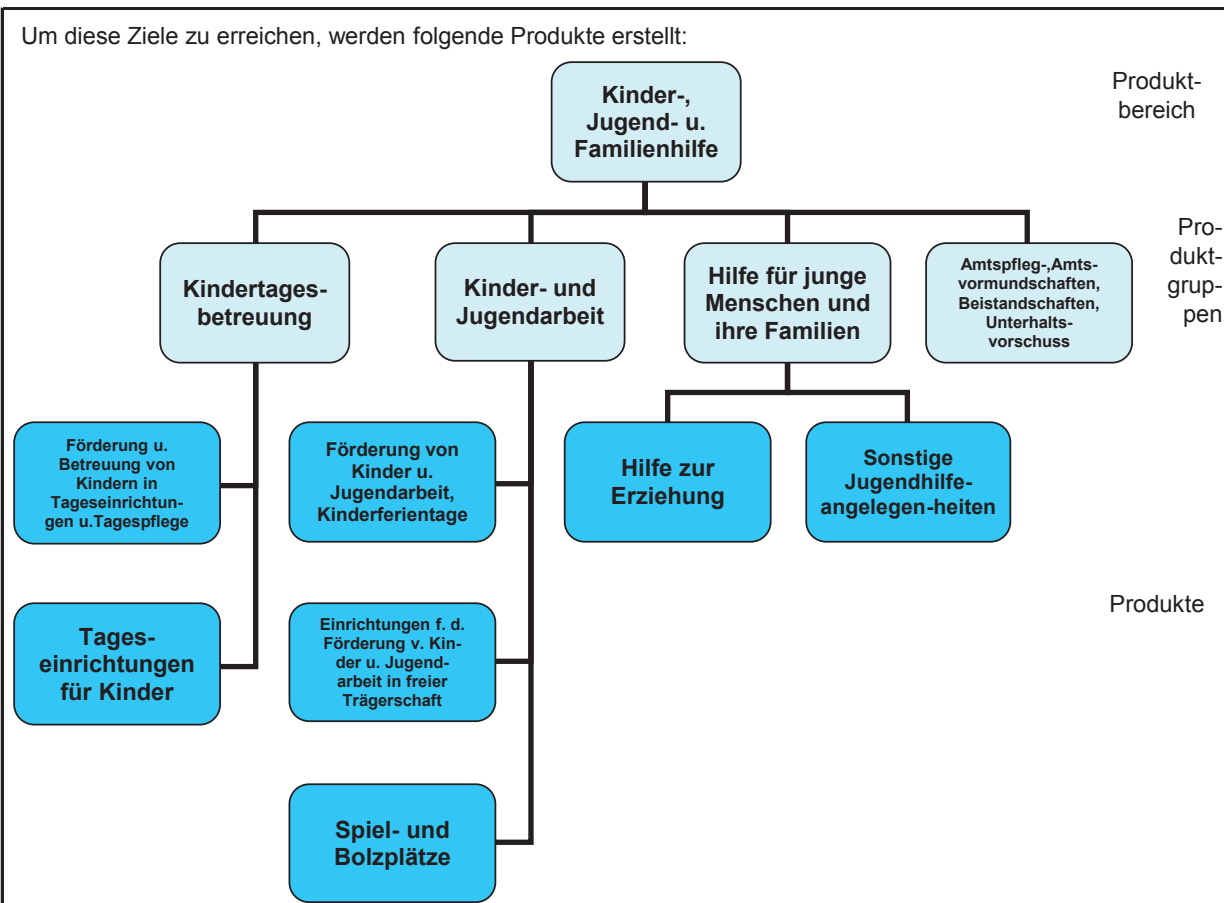 Um diese Ziele zu erreichen, werden folgende Produkte erstellt:
Kinder-,
Jugend- u.
Familienhilfe
Produkt-
bereich
Kindertages-
betreuung
Kinder- und
Jugendarbeit
Hilfe für junge
Menschen und
ihre Familien
Amtspfleg-,Amts-
vormundschaften,
Beistandschaften,
Unterhalts-
vorschuss
Pro-
dukt-
grup-
pen
Förderung u.
Betreuung von
Kindern in
Tageseinrichtun-
gen u.Tagespflege
Förderung von
Kinder u.
Jugendarbeit,
Kinderferientage
Hilfe zur
Erziehung
Sonstige
Jugendhilfe-
angelegen-heiten
Tages-
einrichtungen
für Kinder
Einrichtungen f. d.
Förderung v. Kin-
der u. Jugend-
arbeit in freier
Trägerschaft
Produkte
Spiel- und
Bolzplätze